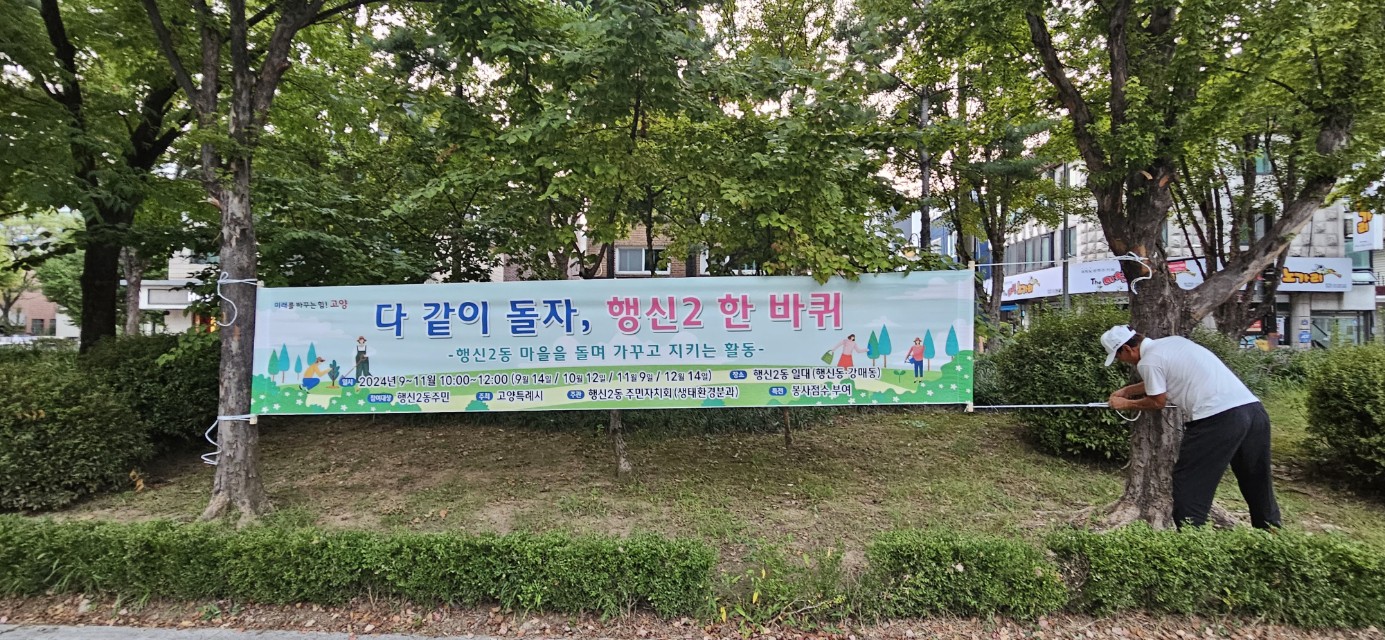 미래를 바꾸는 힘! 고양
다 같이 돌자, 행신2 한 바퀴
-행신2동 마을을 돌며 가꾸고 지키는 활동-
일시 2024년 9~11월 10:00~12:00 (9월 14일 / 10월 12일 / 11월 9일 / 12월 14일) 장소 행신2동 일대 (행신동·강매동)
참여대상 행신2동주민 주최 고양특례시 주관 행신2동 주민자치회(생태환경분과) 특전 봉사점수 부여
The
노가리